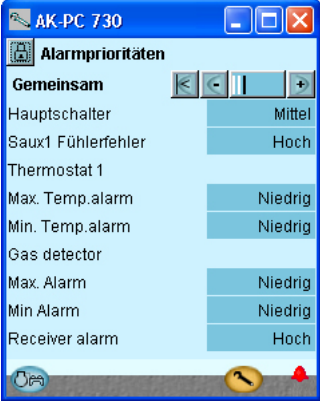 AK-PC 730
Alarmprioritäten
Gemeinsam
Hauptschalter Mittel
Saux1 Fühlerfehler Hoch
Thermostat 1
Max. Temp.alarm Niedrig
Min. Temp.alarm Niedrig
Gas detector
Max. Alarm Niedrig
Min Alarm Niedrig
Receiver alarm Hoch